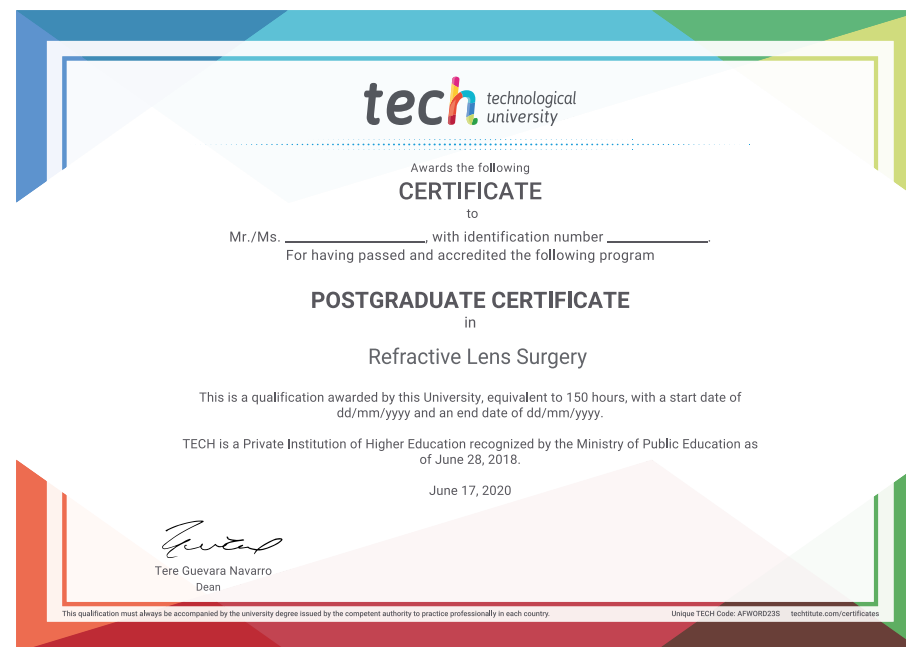 tech technological
university
Awards the following
CERTIFICATE
to
Mr./Ms. ____________________, with identification number ______________.
For having passed and accredited the following program
POSTGRADUATE CERTIFICATE
in
Refractive Lens Surgery
This is a qualification awarded by this University, equivalent to 150 hours, with a start date of
dd/mm/yyyy and an end date of dd/mm/yyyy.
TECH is a Private Institution of Higher Education recognized by the Ministry of Public Education as
of June 28, 2018.
June 17, 2020
Tere Guevara Navarro
Dean
This qualification must always be accompanied by the university degree issued by the competent authority to practice professionally in each country.
Unique TECH Code: AFWORD23S techtitute.com/certificates